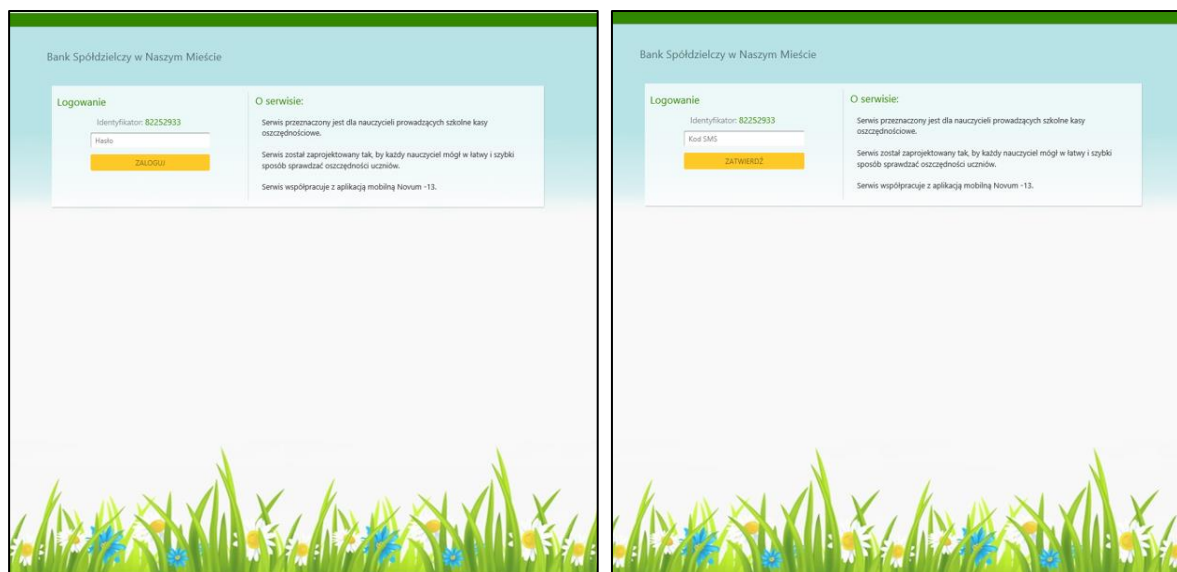 Bank Spółdzielczy w Naszym Mieście
Logowanie
Identyfikator: 82252933
Hasło
ZALOGUJ
O serwisie:
Serwis przeznaczony jest dla nauczycieli prowadzących szkolne kasy
oszczędnościowe.
Serwis został zaprojektowany tak, by każdy nauczyciel mógł w łatwy i szybki
sposób sprawdzać oszczędności uczniów.
Serwis współpracuje z aplikacją mobilną Novum -13.
Bank Spółdzielczy w Naszym Mieście
Logowanie
Identyfikator: 82252933
Kod SMS
ZATWIERDŹ
O serwisie:
Serwis przeznaczony jest dla nauczycieli prowadzących szkolne kasy
oszczędnościowe.
Serwis został zaprojektowany tak, by każdy nauczyciel mógł w łatwy i szybki
sposób sprawdzać oszczędności uczniów.
Serwis współpracuje z aplikacją mobilną Novum -13.